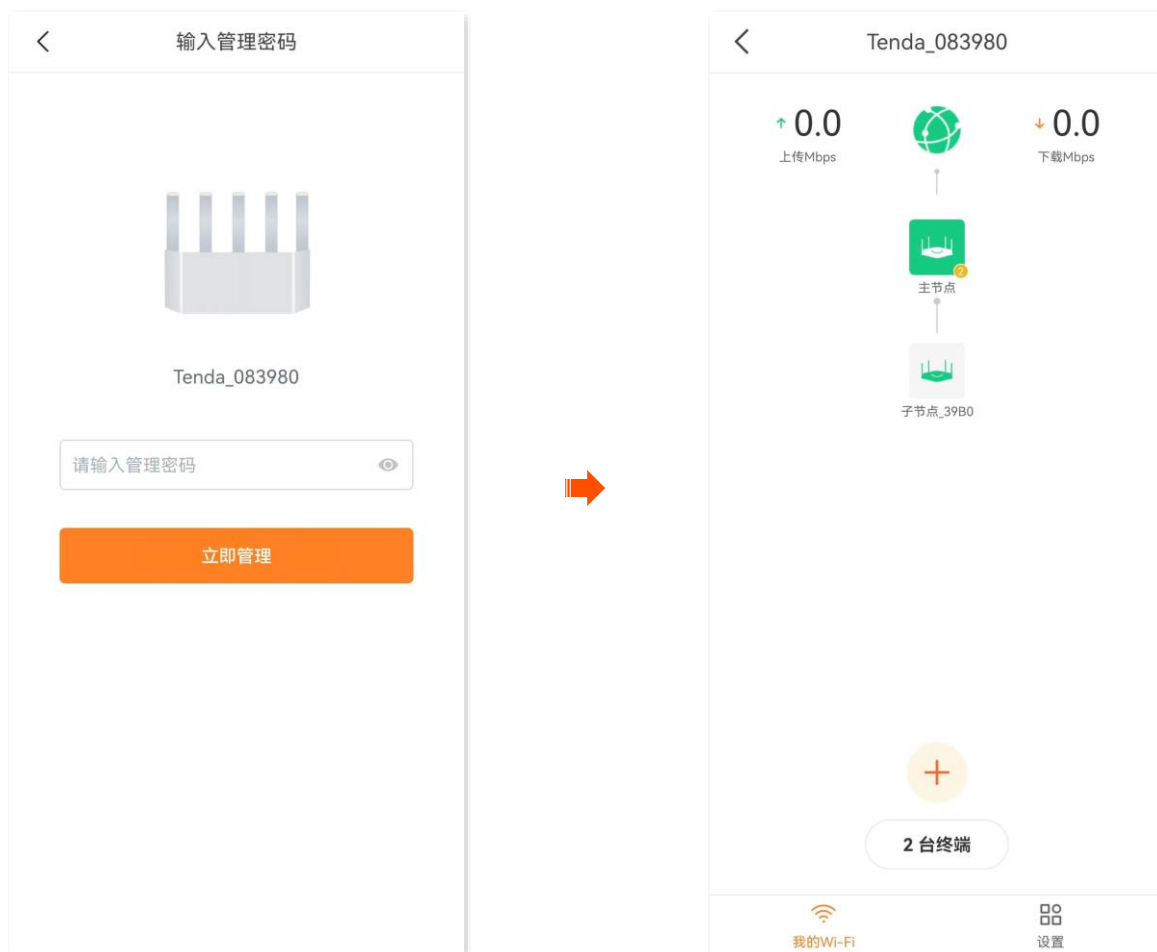 输入管理密码
Tenda_083980
请输入管理密码
立即管理
Tenda_083980
0.0
上传Mbps
0.0
下载Mbps
2
主节点
子节点_39B0
2 台终端
我的Wi-Fi
设置